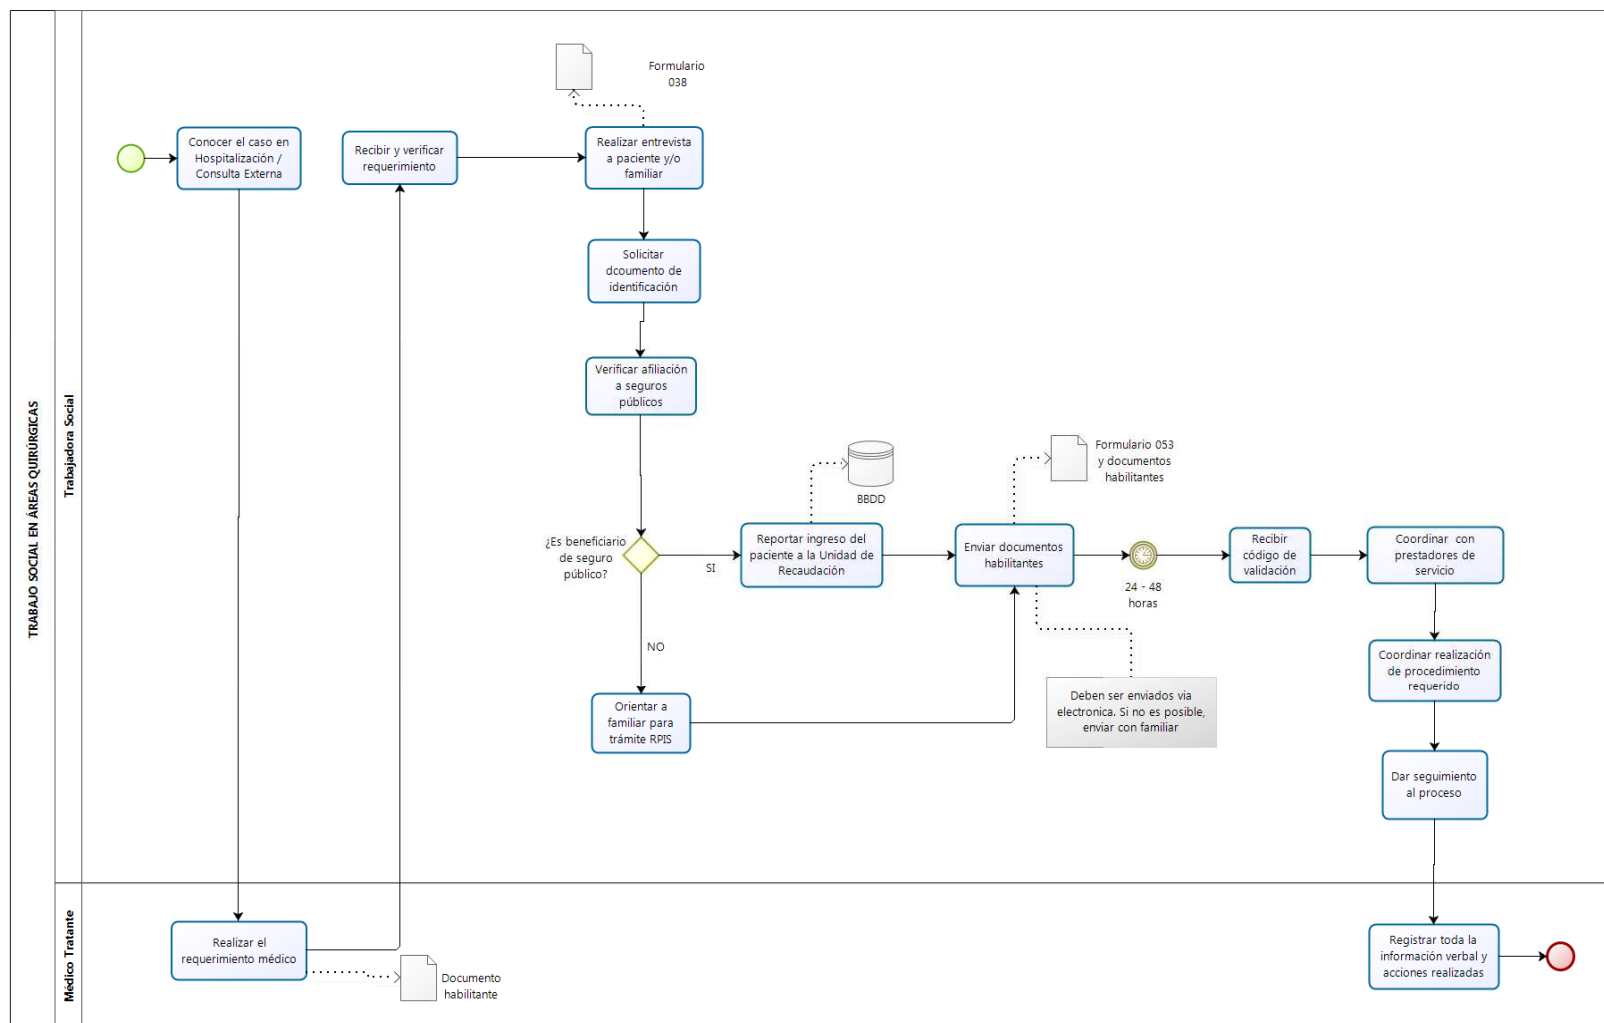 TRABAJO SOCIAL EN ÁREAS QUIRÚRGICAS
Trabajadora Social
Conocer el caso en
Hospitalización /
Consulta Externa
Recibir y verificar
requerimiento
Formulario
038
Realizar entrevista
a paciente y/o
familiar
Solicitar
dcoumento de
identificación
Verificar afiliación
a seguros
públicos
¿Es beneficiario
de seguro
público?
SI
NO
Reportar ingreso del
paciente a la Unidad de
Recaudación
BBDD
Orientar a
familiar para
trámite RPIS
Enviar documentos
habilitantes
Formulario 053
y documentos
habilitantes
Deben ser enviados via
electronica. Si no es posible,
enviar con familiar
24 - 48
horas
Recibir
código de
validación
Coordinar con
prestadores de
servicio
Coordinar realización
de procedimiento
requerido
Dar seguimiento
al proceso
Médico Tratante
Realizar el
requerimiento médico
Documento
habilitante
Registrar toda la
información verbal y
acciones realizadas